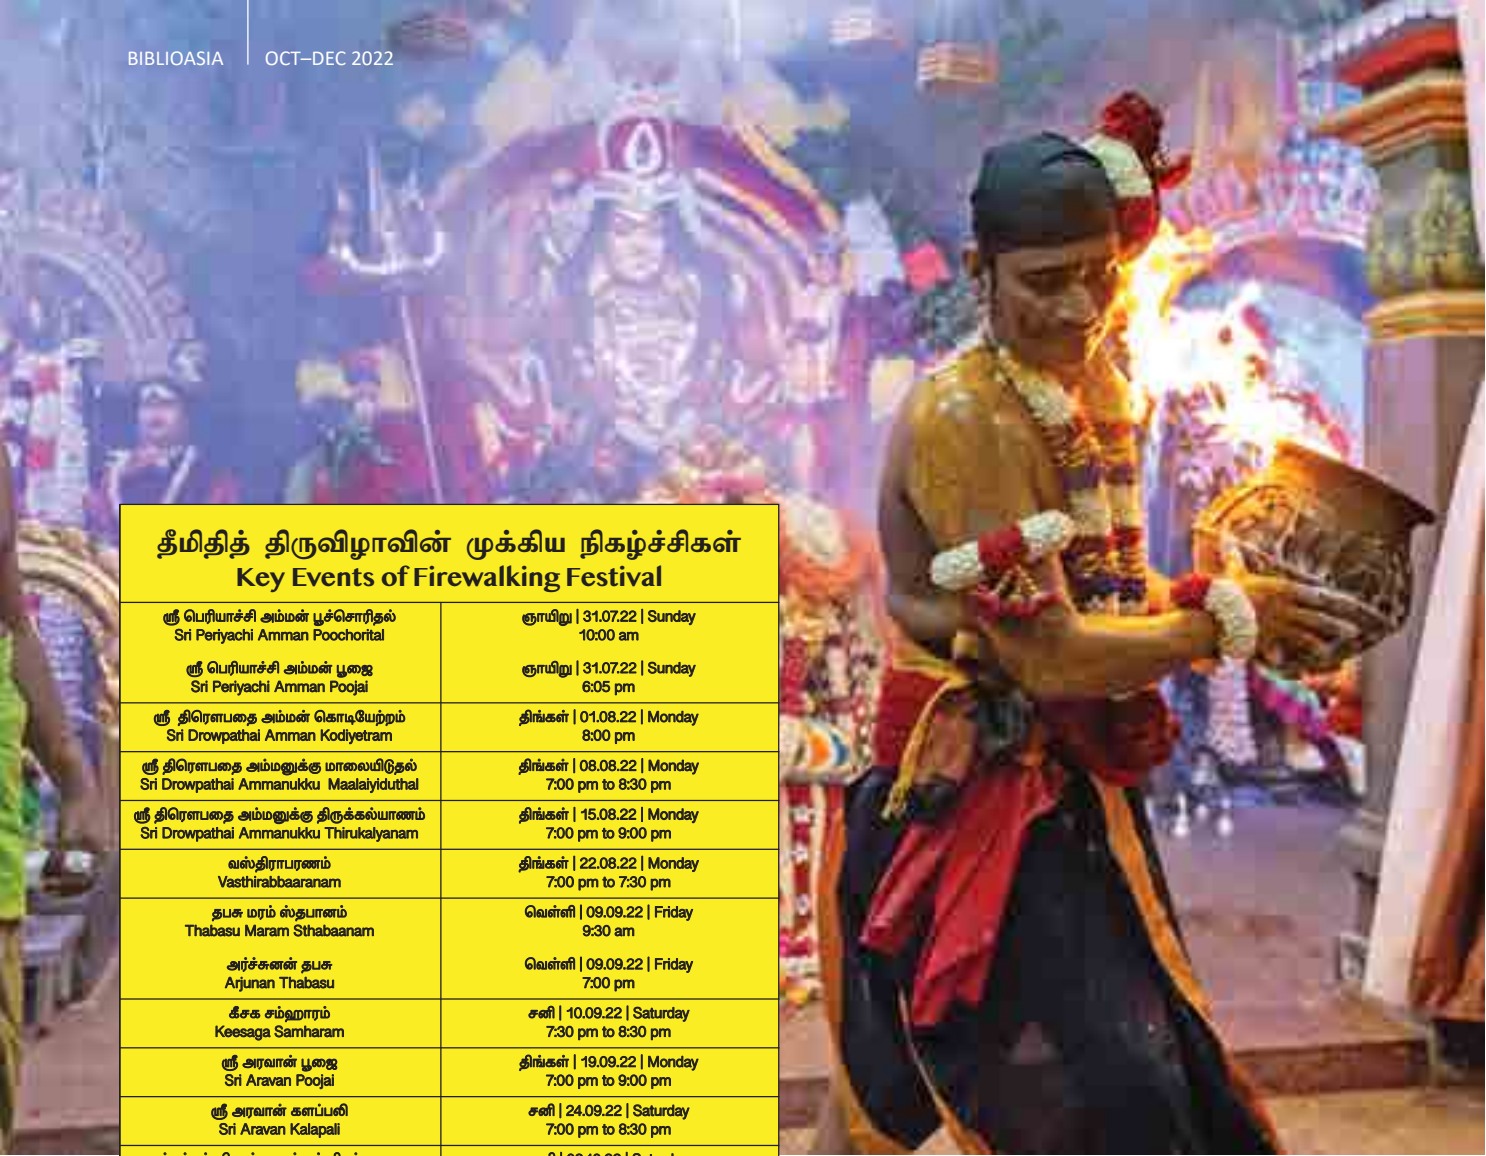 BIBLIOASIA | OCT–DEC 2022
தீமிதித் திருவிழாவின் முக்கிய நிகழ்ச்சிகள்
Key Events of Firewalking Festival
ஸ்ரீ பெரியாச்சி அம்மன் பூச்சொரிதல்
Sri Periyachi Amman Poochorital
ஞாயிறு | 31.07.22 | Sunday
10:00 am
ஸ்ரீ பெரியாச்சி அம்மன் பூஜை
Sri Periyachi Amman Poojai
ஞாயிறு | 31.07.22 | Sunday
6:05 pm
ஸ்ரீ திரௌபதை அம்மன் கொடியேற்றம்
Sri Drowpathai Amman Kodiyetram
திங்கள் | 01.08.22 | Monday
8:00 pm
ஸ்ரீ திரௌபதை அம்மனுக்கு மாலையிடுதல்
Sri Drowpathai Ammanukku Maalaiyiduthal
திங்கள் | 08.08.22 | Monday
7:00 pm to 8:30 pm
ஸ்ரீ திரௌபதை அம்மனுக்கு திருக்கல்யாணம்
Sri Drowpathai Ammanukku Thirukalyanam
திங்கள் | 15.08.22 | Monday
7:00 pm to 9:00 pm
வஸ்திராபரணம்
Vasthirabbaaranam
திங்கள் | 22.08.22 | Monday
7:00 pm to 7:30 pm
தபசு மரம் ஸ்தபானம்
Thabasu Maram Sthabaanam
வெள்ளி | 09.09.22 | Friday
9:30 am
அர்ச்சுனன் தபசு
Arjunan Thabasu
வெள்ளி | 09.09.22 | Friday
7:00 pm
கீசக சம்ஹாரம்
Keesaga Samharam
சனி | 10.09.22 | Saturday
7:30 pm to 8:30 pm
ஸ்ரீ அரவான் பூஜை
Sri Aravan Poojai
திங்கள் | 19.09.22 | Monday
7:00 pm to 9:00 pm
ஸ்ரீ அரவான் களப்பலி
Sri Aravan Kalapali
சனி | 24.09.22 | Saturday
7:00 pm to 8:30 pm